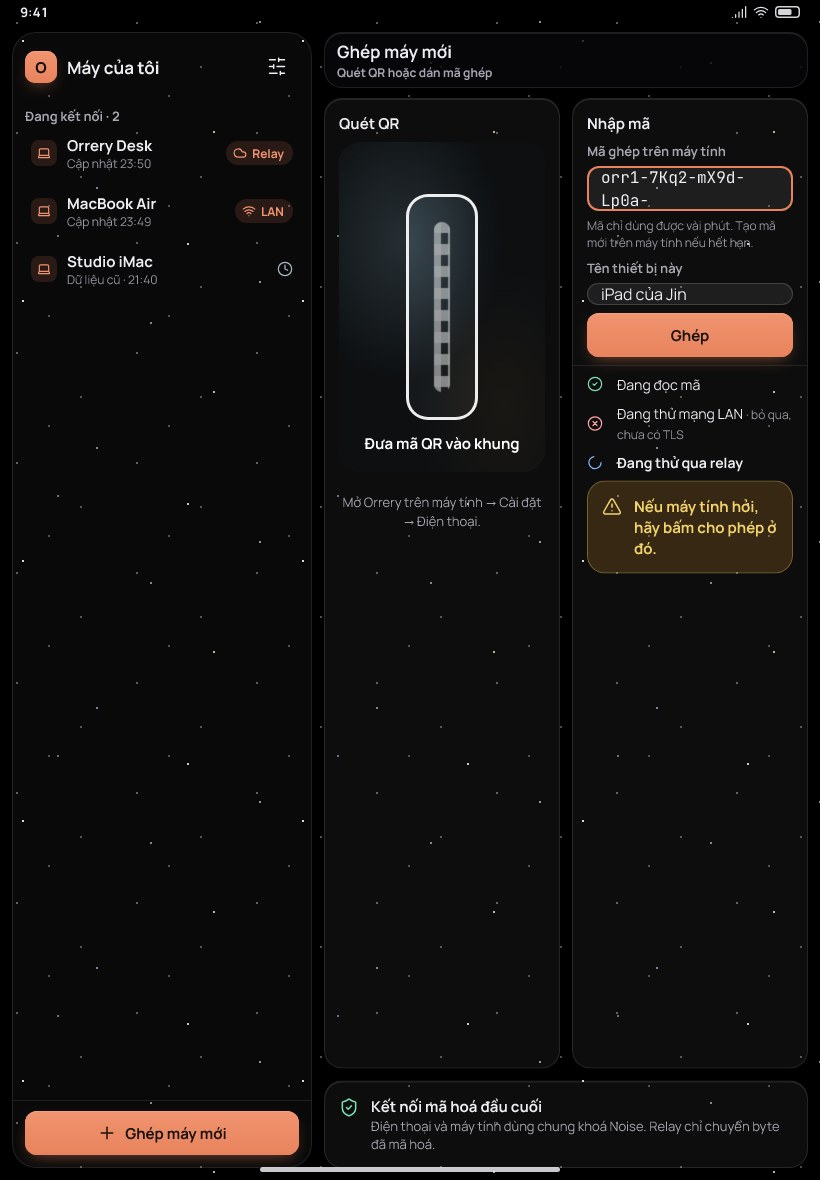 9:41
O
Máy của tôi
Đang kết nối · 2
Orrery Desk
Cập nhật 23:50
Relay
MacBook Air
Cập nhật 23:49
LAN
Studio iMac
Dữ liệu cũ · 21:40
Ghép máy mới
Ghép máy mới
Quét QR hoặc dán mã ghép
Quét QR
Đưa mã QR vào khung
Mở Orrery trên máy tính → Cài đặt
→ Điện thoại.
Nhập mã
Mã ghép trên máy tính
orr1-7Kq2-mX9d-
Lp0a-
Mã chỉ dùng được vài phút. Tạo mã
mới trên máy tính nếu hết hạn.
Tên thiết bị này
iPad của Jin
Ghép
Đang đọc mã
Đang thử mạng LAN · bỏ qua,
chưa có TLS
Đang thử qua relay
Nếu máy tính hỏi,
hãy bấm cho phép ở
đó.
Kết nối mã hoá đầu cuối
Điện thoại và máy tính dùng chung khoá Noise. Relay chỉ chuyển byte
đã mã hoá.